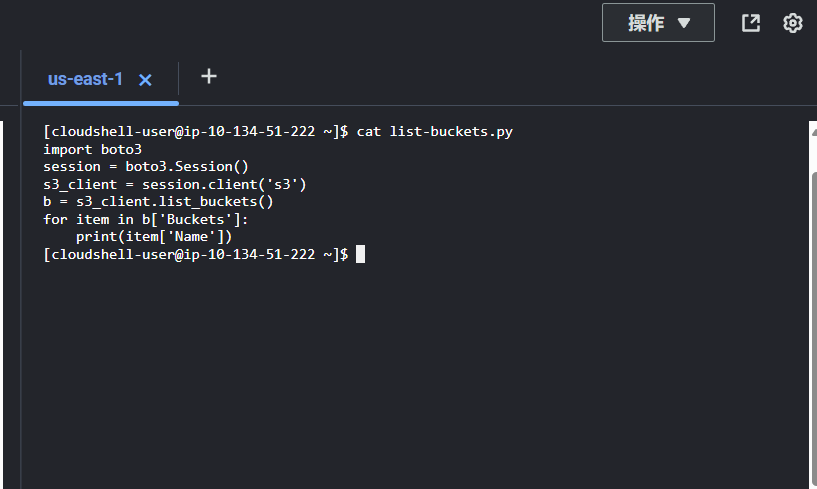 操作
us-east-1
[cloudshell-user@ip-10-134-51-222 ~]$ cat list-buckets.py
import boto3
session = boto3.Session()
s3_client = session.client('s3')
b = s3_client.list_buckets()
for item in b['Buckets']:
    print(item['Name'])
[cloudshell-user@ip-10-134-51-222 ~]$